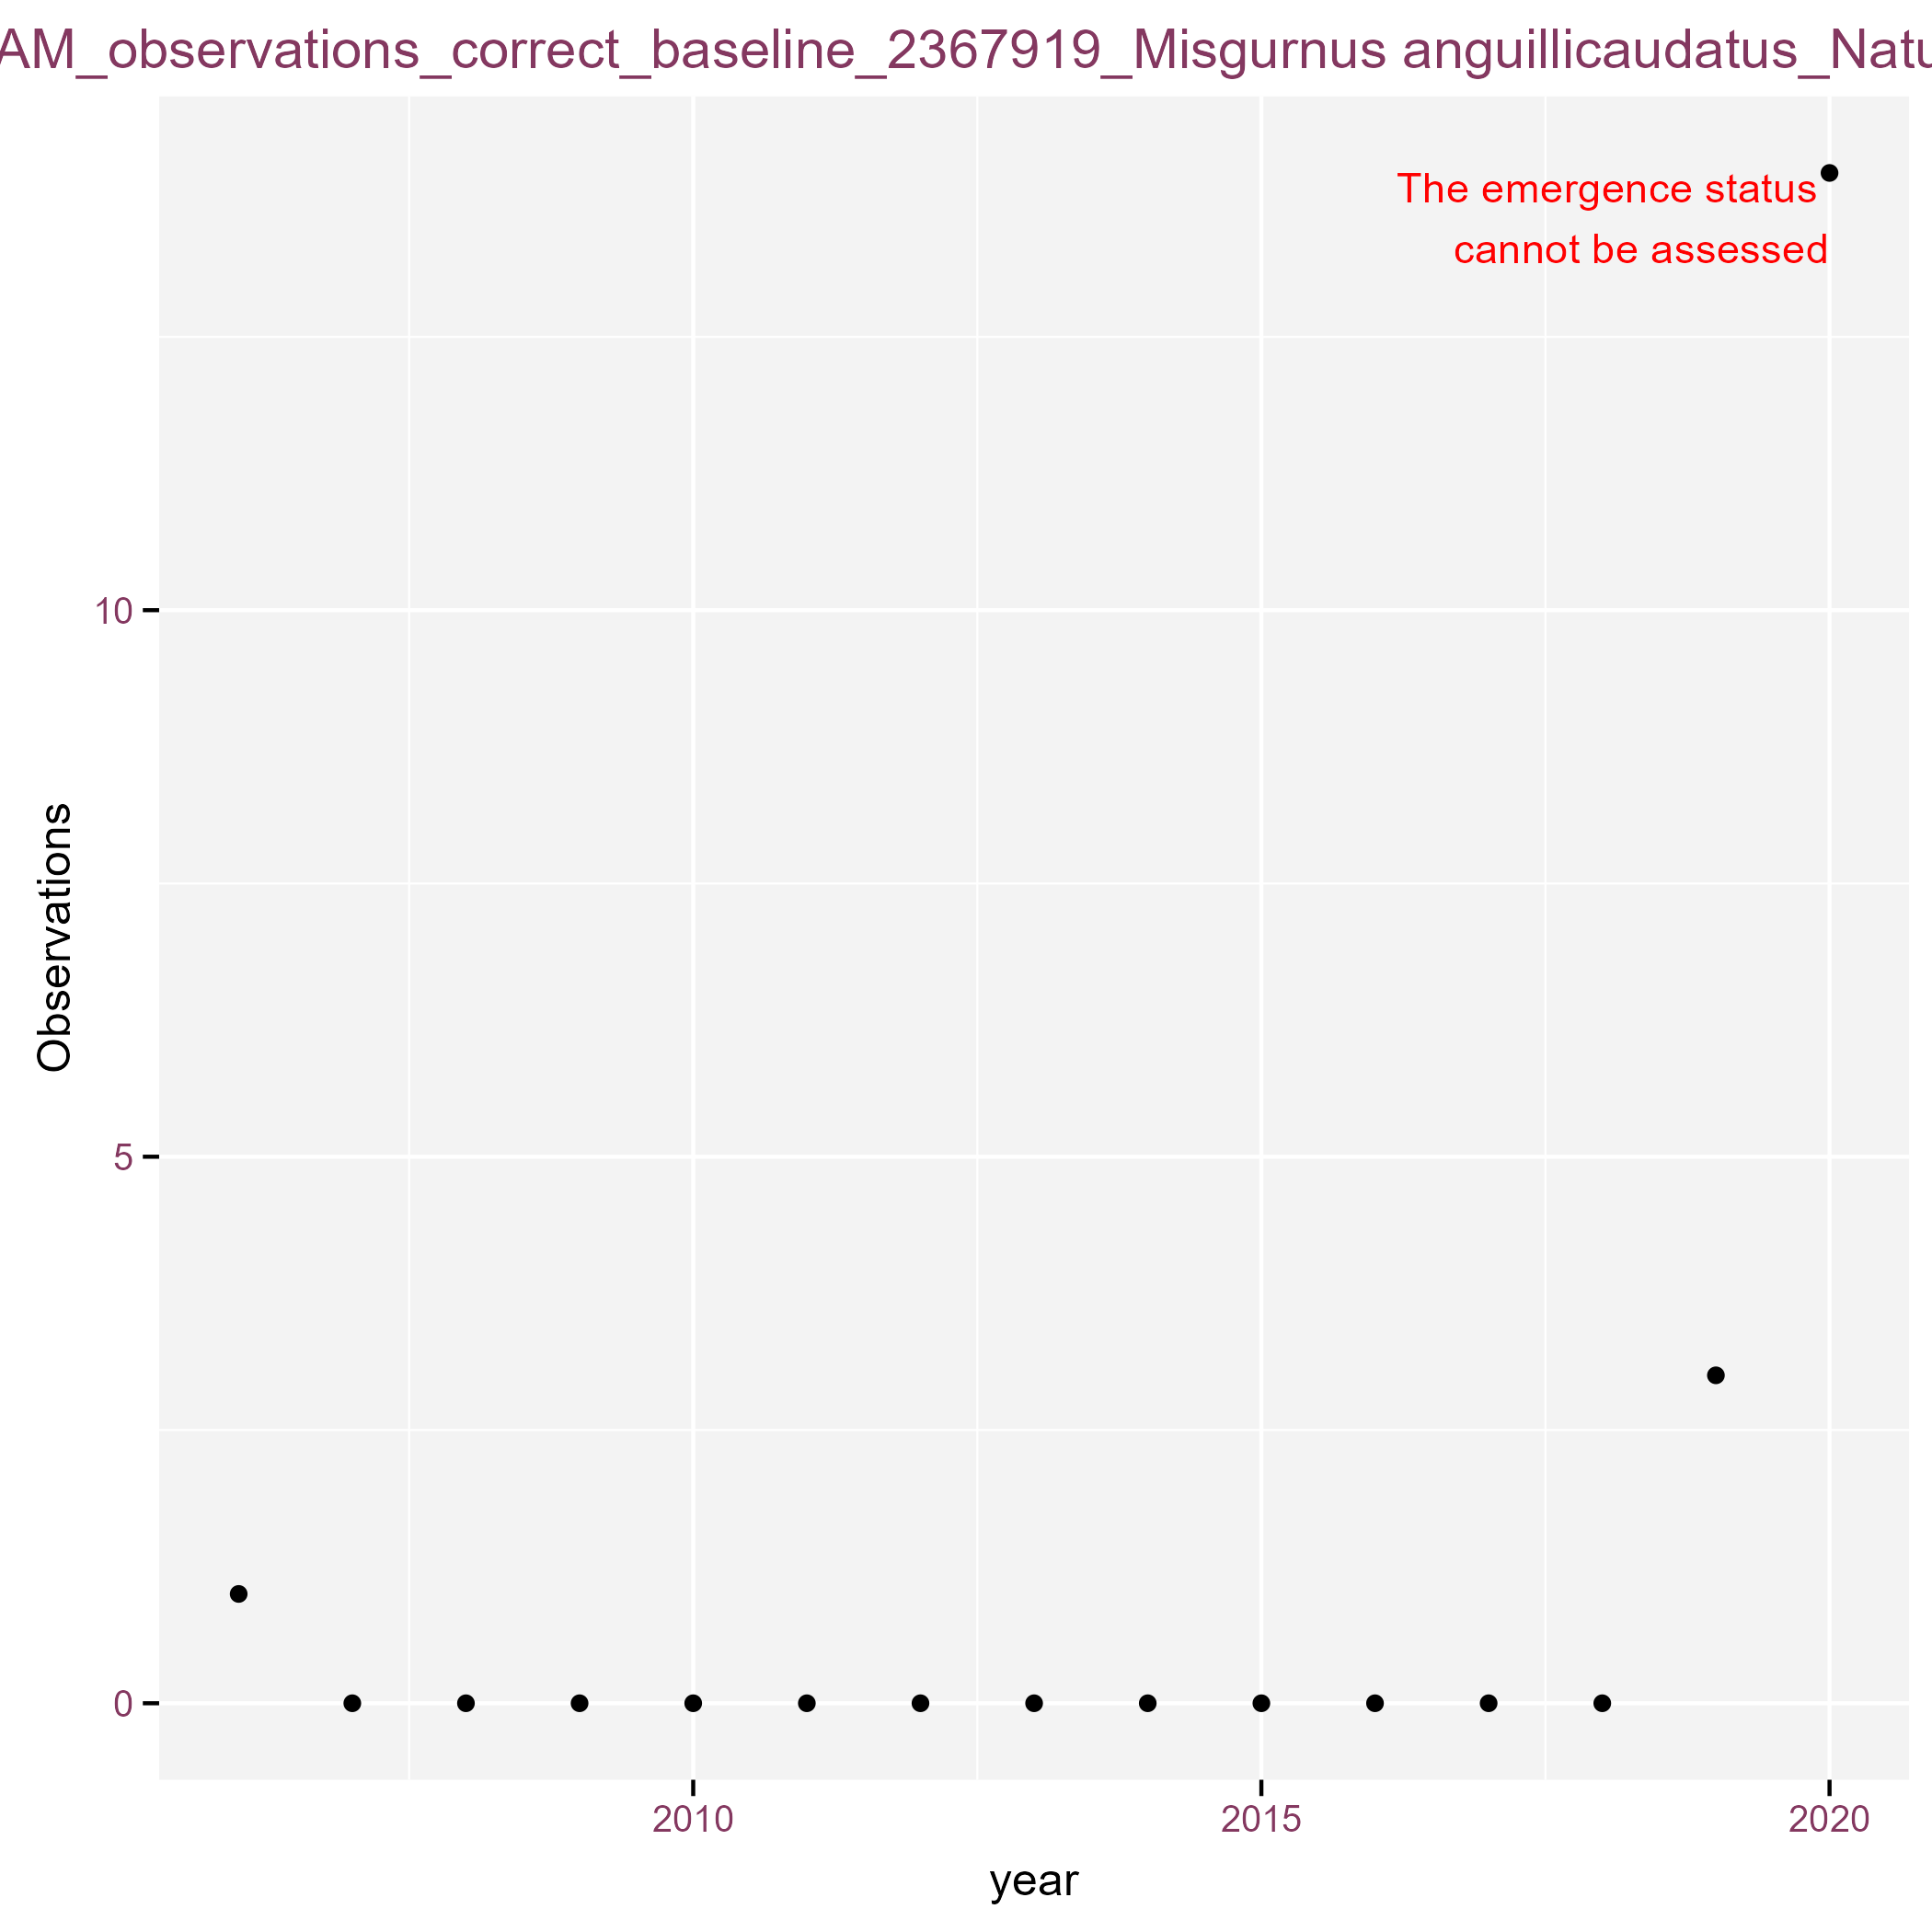 AM_observations_correct_baseline_2367919_Misgurnus anguillicaudatus_Natu
The emergence status
cannot be assessed
10
5
0
Observations
2010 2015 2020
year